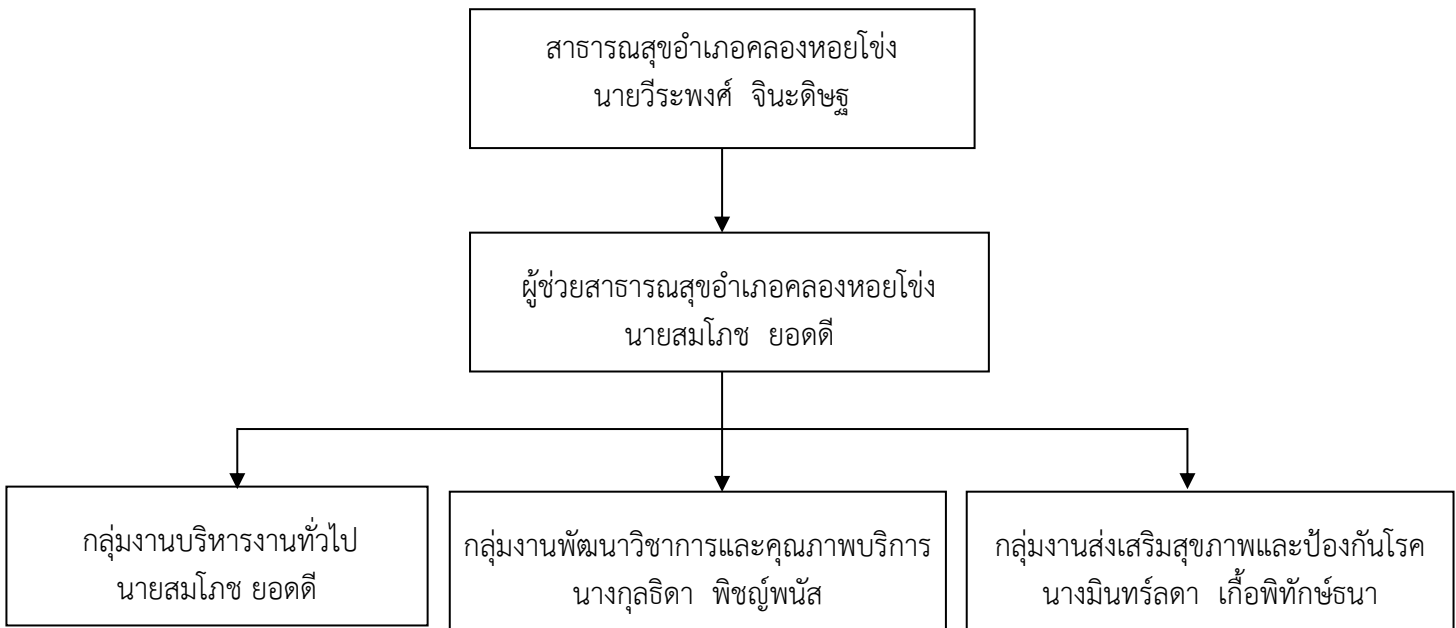 สาธารณสุขอำเภอคลองหอยโข่ง
นายวีระพงศ์ จินะดิษฐ
ผู้ช่วยสาธารณสุขอำเภอคลองหอยโข่ง
นายสมโภช ยอดดี
กลุ่มงานบริหารงานทั่วไป
นายสมโภช ยอดดี
กลุ่มงานพัฒนาวิชาการและคุณภาพบริการ
นางกุลธิดา พิชญ์พนัส
กลุ่มงานส่งเสริมสุขภาพและป้องกันโรค
นางมินทร์ลดา เกื้อพิทักษ์ธนา